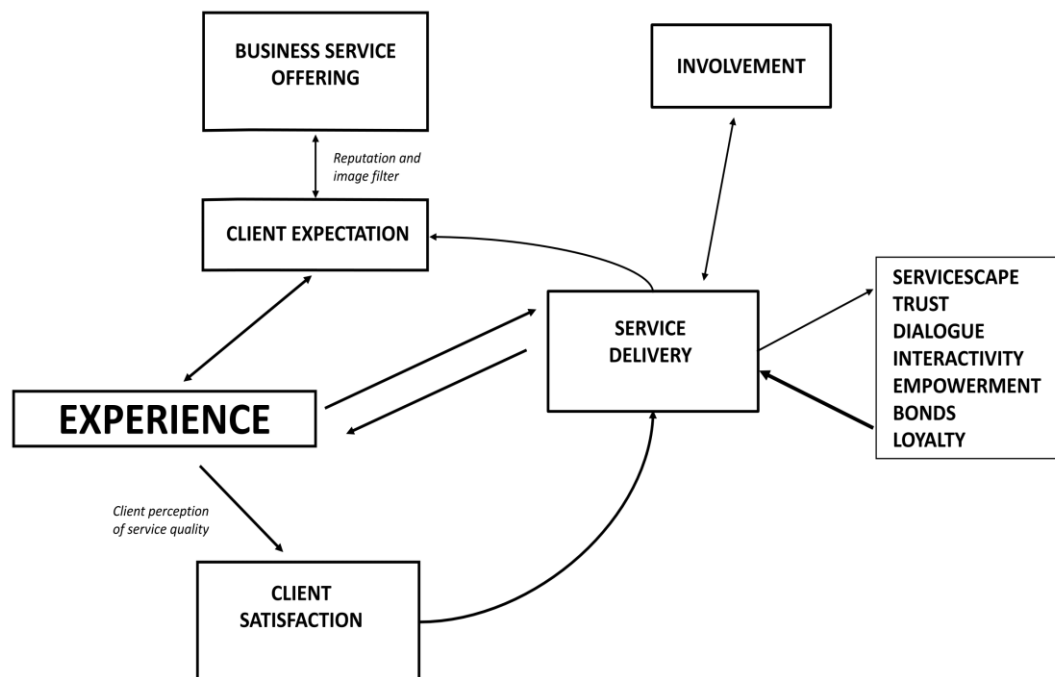 BUSINESS SERVICE
OFFERING
INVOLVEMENT
Reputation and
image filter
CLIENT EXPECTATION
SERVICESCAPE
TRUST
DIALOGUE
INTERACTIVITY
EMPOWERMENT
BONDS
LOYALTY
SERVICE
DELIVERY
EXPERIENCE
Client perception
of service quality
CLIENT
SATISFACTION